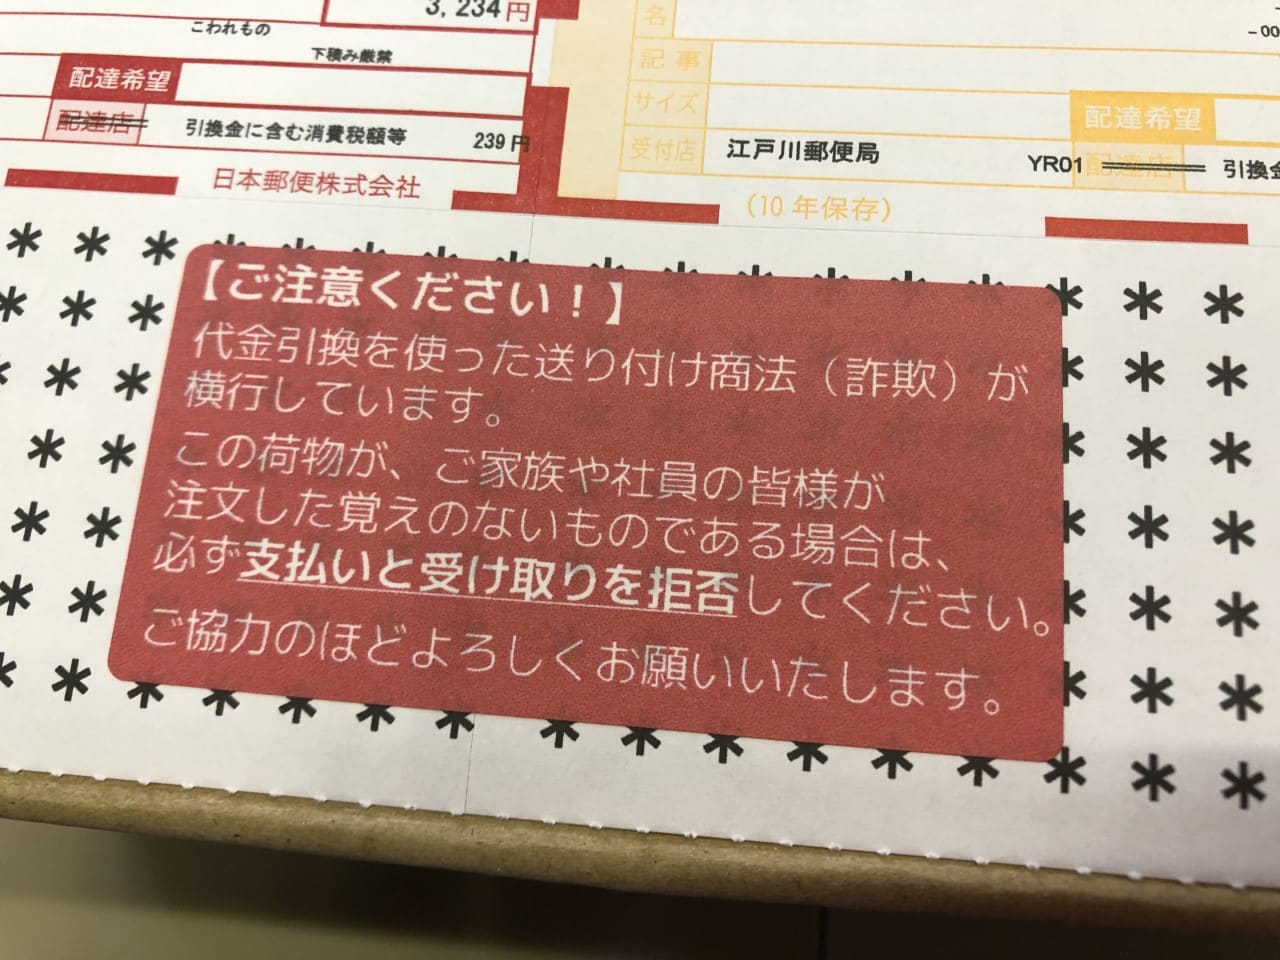 3,234円
こわれもの
下積み厳禁
配達希望
配達店
引換金に含む消費税額等
239円
日本郵便株式会社
名
記事
サイズ
配達希望
受付店
江戸川郵便局
YR01
配達店
引換金
(10年保存)
【ご注意ください！】
代金引換を使った送り付け商法（詐欺）が
横行しています。
この荷物が、ご家族や社員の皆様が
注文した覚えのないものである場合は、
必ず支払いと受け取りを拒否してください。
ご協力のほどよろしくお願いいたします。